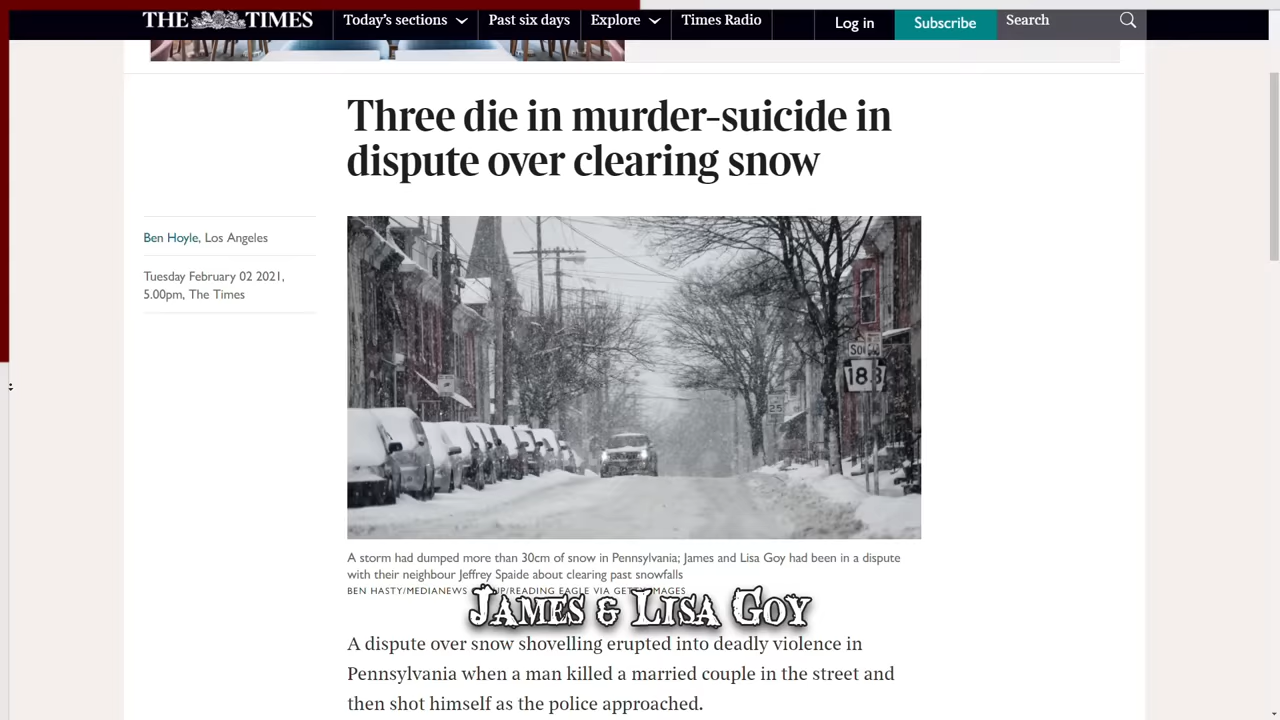 THE TIMES
Today's sections
Past six days
Explore
Times Radio
Log in
Subscribe
Search
Three die in murder-suicide in
dispute over clearing snow
Ben Hoyle, Los Angeles
Tuesday February 02 2021,
5.00pm, The Times
183
25
A storm had dumped more than 30cm of snow in Pennsylvania; James and Lisa Goy had been in a dispute
with their neighbour Jeffrey Spaide about clearing past snowfalls
BEN HASTY/MEDIANEWS VIA
James & Lisa Goy
A dispute over snow shovelling erupted into deadly violence in
Pennsylvania when a man killed a married couple in the street and
then shot himself as the police approached.